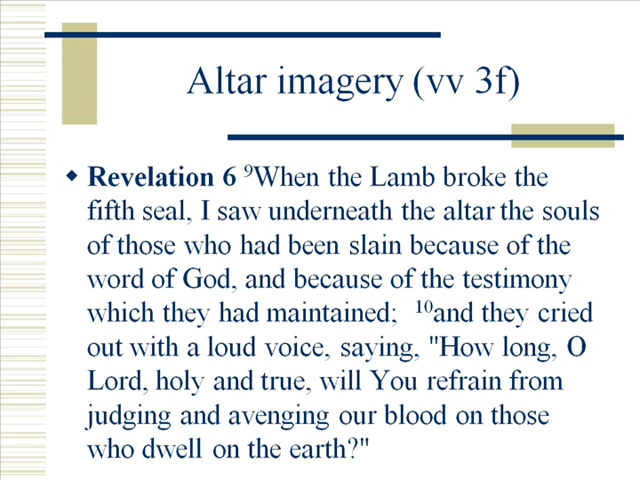 Altar imagery (vv 3f)
◆ Revelation 6 ⁹When the Lamb broke the
fifth seal, I saw underneath the altar the souls
of those who had been slain because of the
word of God, and because of the testimony
which they had maintained; ¹⁰and they cried
out with a loud voice, saying, "How long, O
Lord, holy and true, will You refrain from
judging and avenging our blood on those
who dwell on the earth?"